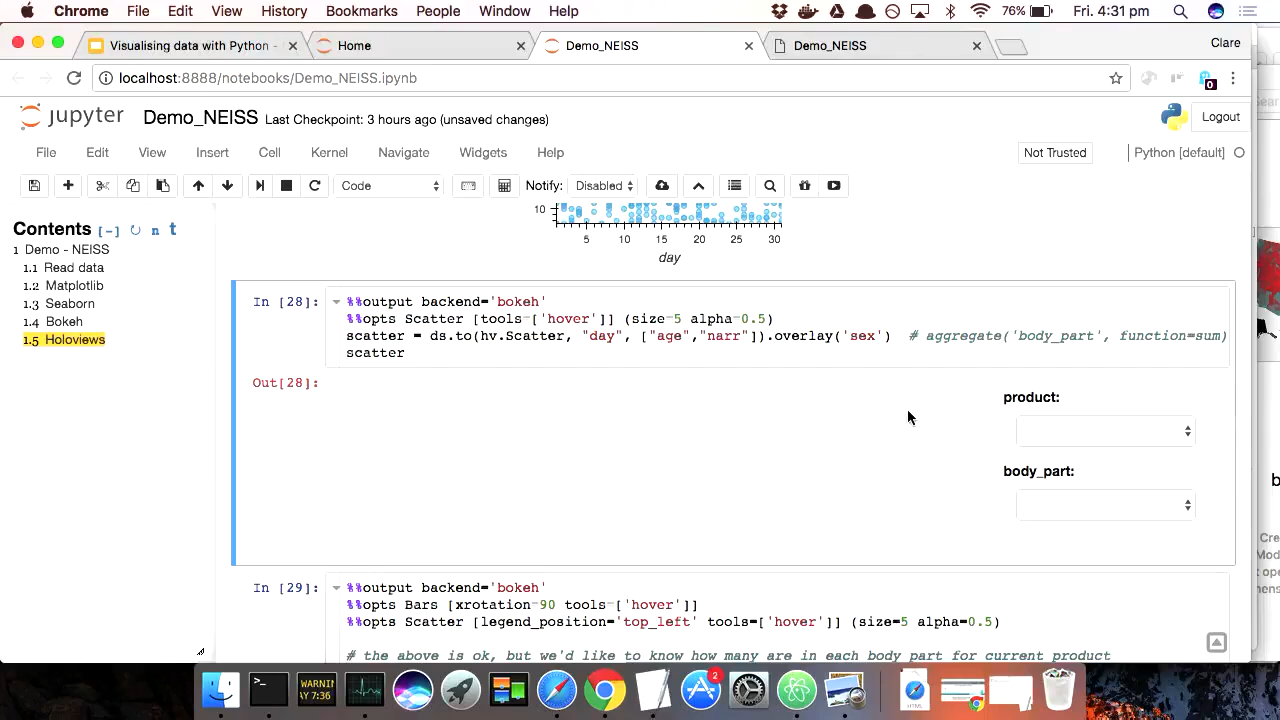 Chrome File Edit View History Bookmarks People Window Help 76% Fri. 4:31 pm
Visualising data with Python - Home Demo_NEISS Demo_NEISS Clare
localhost:8888/notebooks/Demo_NEISS.ipynb
0
jupyter Demo_NEISS Last Checkpoint: 3 hours ago (unsaved changes) Logout
File Edit View Insert Cell Kernel Navigate Widgets Help Not Trusted Python [default]
Code Notify: Disabled
Contents [-] n t
1 Demo - NEISS
1.1 Read data
1.2 Matplotlib
1.3 Seaborn
1.4 Bokeh
1.5 Holoviews
10
5 10 15 20 25 30
day
In [28]: %%output backend='bokeh'
%%opts Scatter [tools=['hover']] (size=5 alpha=0.5)
scatter = ds.to(hv.Scatter, "day", ["age","narr"]).overlay('sex') # aggregate('body_part', function=sum)
scatter
Out[28]:
product:
body_part:
In [29]: %%output backend='bokeh'
%%opts Bars [xrotation=90 tools=['hover']]
%%opts Scatter [legend_position='top_left' tools=['hover']] (size=5 alpha=0.5)
# the above is ok, but we'd like to know how many are in each body part for current product
WARNIN
Y 7:36
2